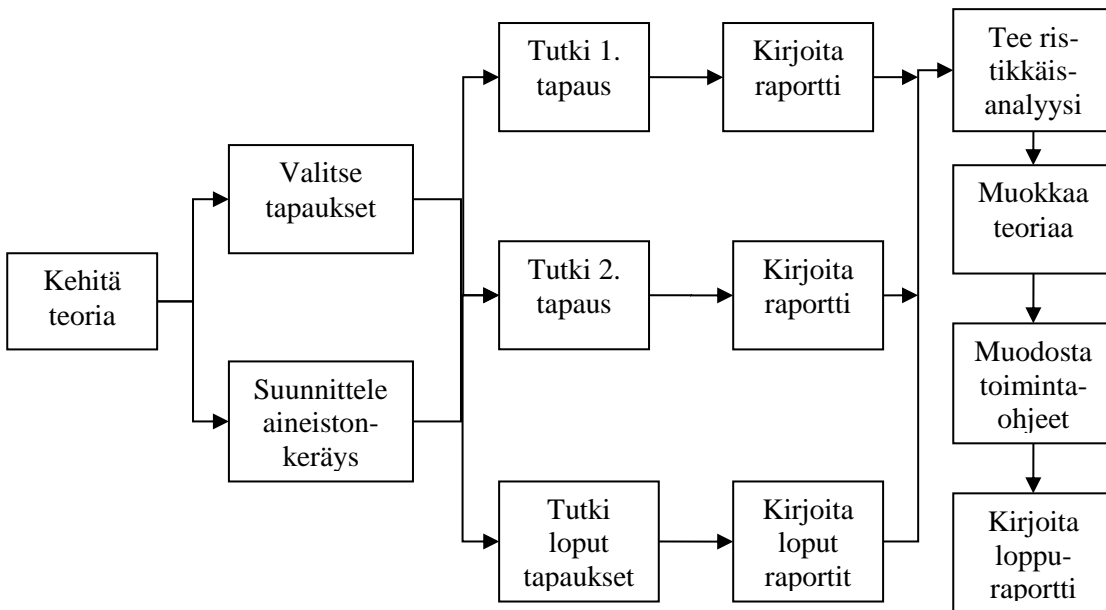 Kehitä
teoria
Valitse
tapaukset
Suunnittele
aineiston-
keräys
Tutki 1.
tapaus
Kirjoita
raportti
Tutki 2.
tapaus
Kirjoita
raportti
Tutki
loput
tapaukset
Kirjoita
loput
raportit
Tee ris-
tikkäis-
analyysi
Muokkaa
teoriaa
Muodosta
toiminta-
ohjeet
Kirjoita
loppu-
raportti